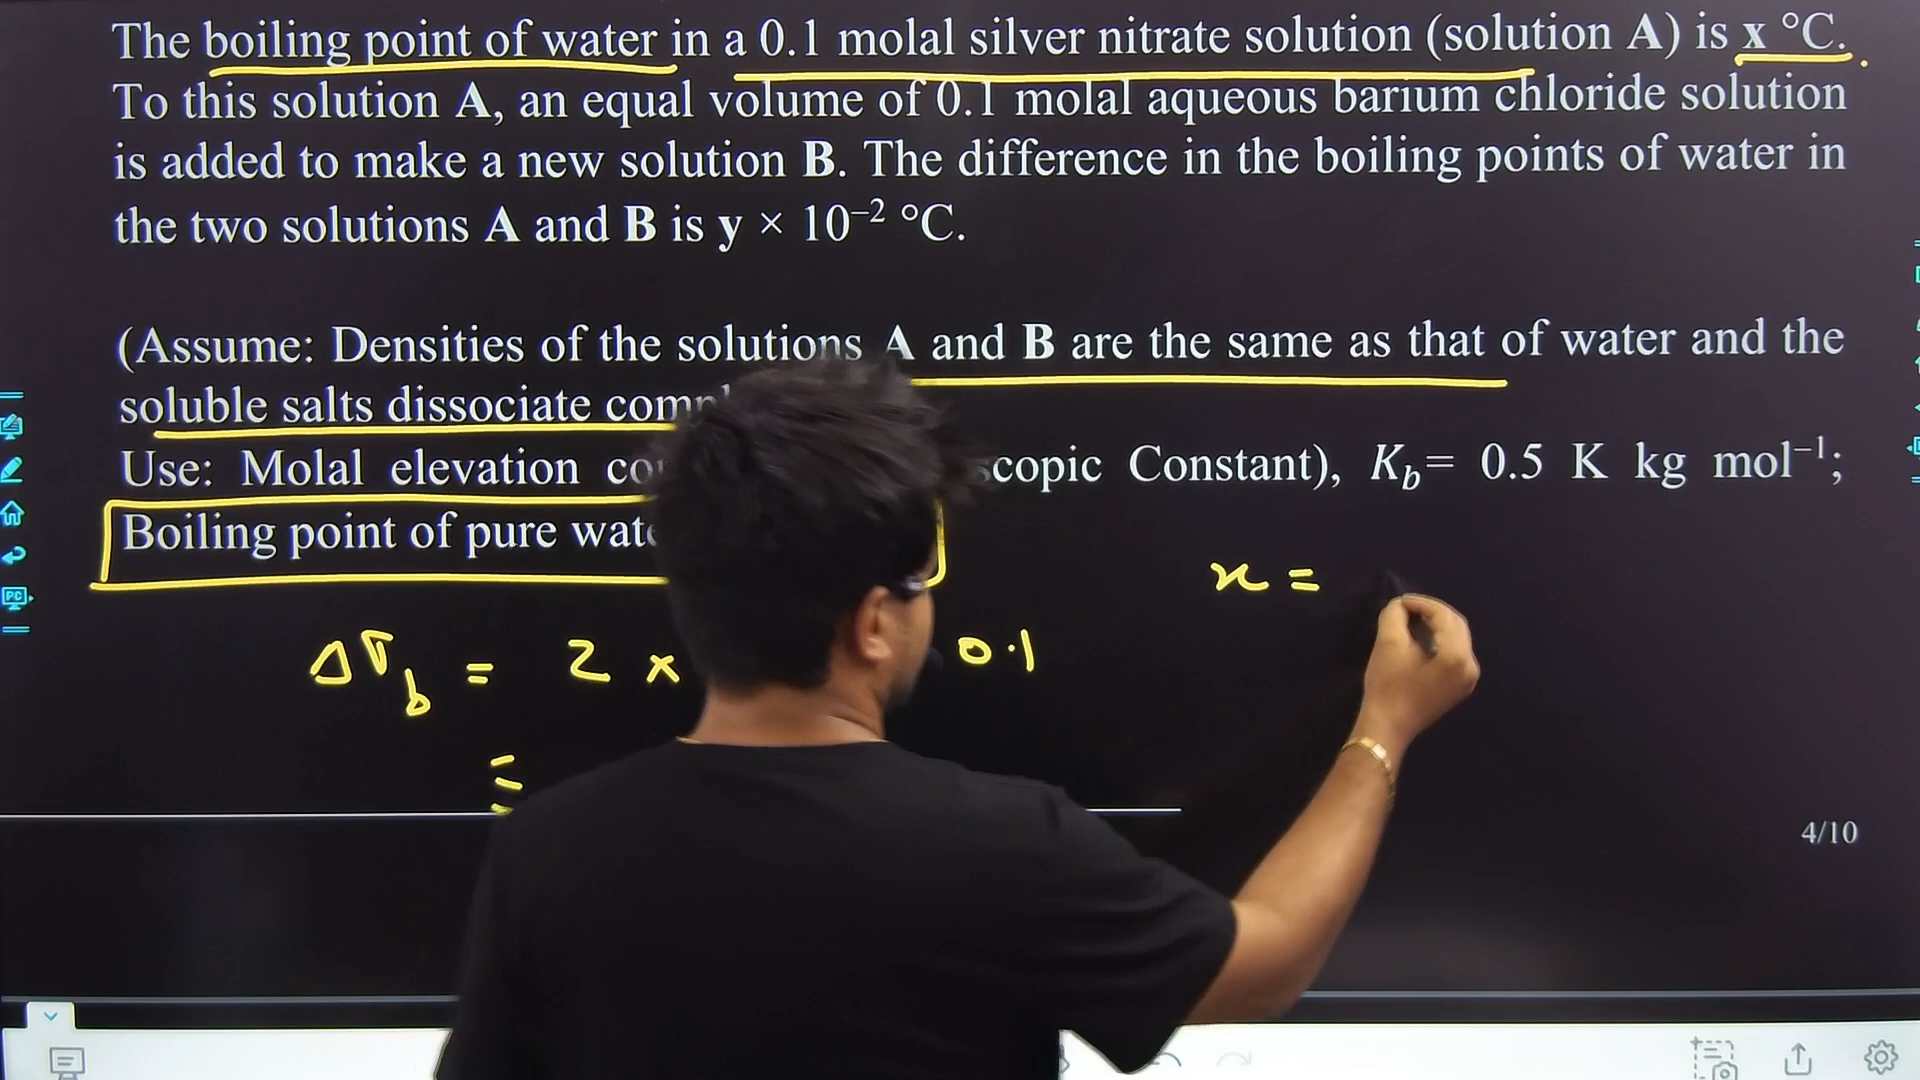 The boiling point of water in a 0.1 molal silver nitrate solution (solution A) is x °C.
To this solution A, an equal volume of 0.1 molal aqueous barium chloride solution
is added to make a new solution B. The difference in the boiling points of water in
the two solutions A and B is y × 10⁻² °C.
(Assume: Densities of the solutions A and B are the same as that of water and the
soluble salts dissociate
Use: Molal elevation scopic Constant), K_b = 0.5 K kg mol⁻¹;
Boiling point of pure
x =
ΔT_b = 2 × 0.1
=
4/10
PC